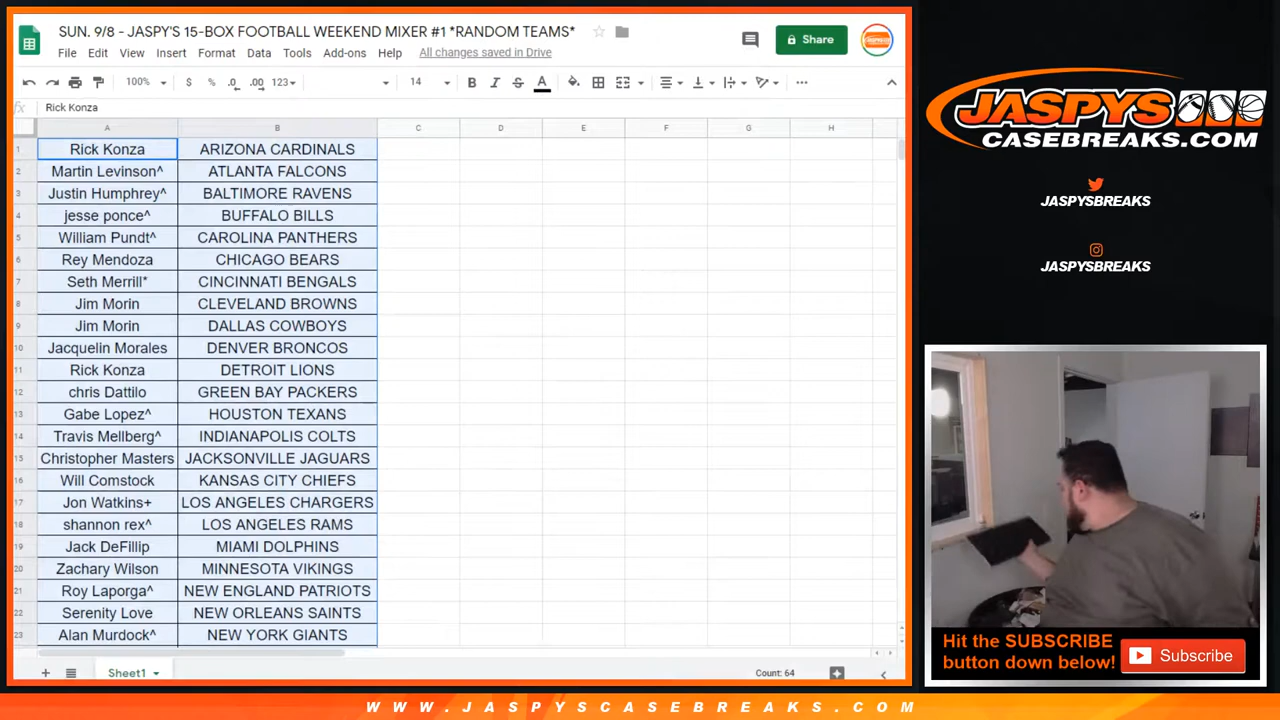 SUN. 9/8 - JASPY'S 15-BOX FOOTBALL WEEKEND MIXER #1 *RANDOM TEAMS*
File Edit View Insert Format Data Tools Add-ons Help All changes saved in Drive
Share
100% $ % .0 .00 123 14 B I S A
fx Rick Konza
A B C D E F G H
1 Rick Konza ARIZONA CARDINALS
2 Martin Levinson^ ATLANTA FALCONS
3 Justin Humphrey^ BALTIMORE RAVENS
4 jesse ponce^ BUFFALO BILLS
5 William Pundt^ CAROLINA PANTHERS
6 Rey Mendoza CHICAGO BEARS
7 Seth Merrill* CINCINNATI BENGALS
8 Jim Morin CLEVELAND BROWNS
9 Jim Morin DALLAS COWBOYS
10 Jacquelin Morales DENVER BRONCOS
11 Rick Konza DETROIT LIONS
12 chris Dattilo GREEN BAY PACKERS
13 Gabe Lopez^ HOUSTON TEXANS
14 Travis Mellberg^ INDIANAPOLIS COLTS
15 Christopher Masters JACKSONVILLE JAGUARS
16 Will Comstock KANSAS CITY CHIEFS
17 Jon Watkins+ LOS ANGELES CHARGERS
18 shannon rex^ LOS ANGELES RAMS
19 Jack DeFillip MIAMI DOLPHINS
20 Zachary Wilson MINNESOTA VIKINGS
21 Roy Laporga^ NEW ENGLAND PATRIOTS
22 Serenity Love NEW ORLEANS SAINTS
23 Alan Murdock^ NEW YORK GIANTS
Sheet1
Count: 64
JASPYS
CASEBREAKS.COM
JASPYSBREAKS
JASPYSBREAKS
Hit the SUBSCRIBE
button down below!
Subscribe
WWW.JASPYSCASEBREAKS.COM